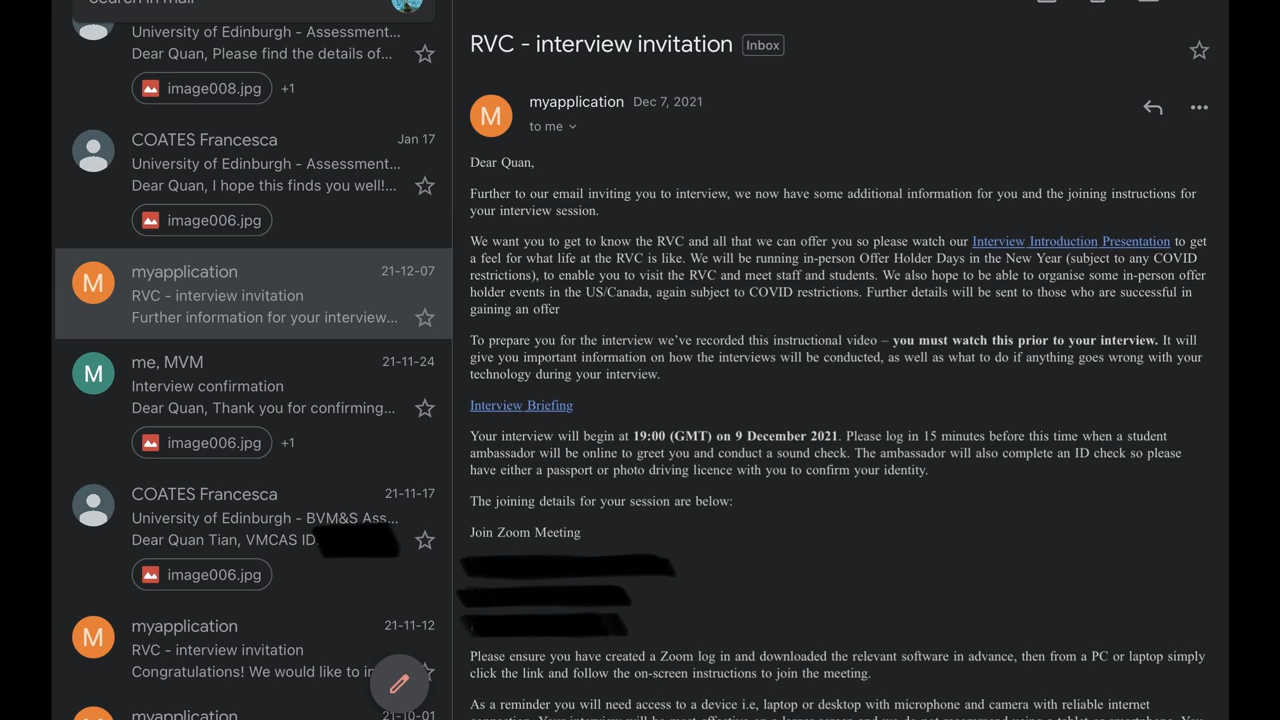 Search in mail
University of Edinburgh - Assessment...
Dear Quan, Please find the details of...
image008.jpg +1
COATES Francesca Jan 17
University of Edinburgh - Assessment...
Dear Quan, I hope this finds you well!...
image006.jpg
M myapplication 21-12-07
RVC - interview invitation
Further information for your interview...
M me, MVM 21-11-24
Interview confirmation
Dear Quan, Thank you for confirming...
image006.jpg +1
COATES Francesca 21-11-17
University of Edinburgh - BVM&S Ass...
Dear Quan Tian, VMCAS ID
image006.jpg
M myapplication 21-11-12
RVC - interview invitation
Congratulations! We would like to in
myapplication 21-10-01
RVC - interview invitation Inbox
M myapplication Dec 7, 2021
to me
Dear Quan,
Further to our email inviting you to interview, we now have some additional information for you and the joining instructions for
your interview session.
We want you to get to know the RVC and all that we can offer you so please watch our Interview Introduction Presentation to get
a feel for what life at the RVC is like. We will be running in-person Offer Holder Days in the New Year (subject to any COVID
restrictions), to enable you to visit the RVC and meet staff and students. We also hope to be able to organise some in-person offer
holder events in the US/Canada, again subject to COVID restrictions. Further details will be sent to those who are successful in
gaining an offer
To prepare you for the interview we've recorded this instructional video – you must watch this prior to your interview. It will
give you important information on how the interviews will be conducted, as well as what to do if anything goes wrong with your
technology during your interview.
Interview Briefing
Your interview will begin at 19:00 (GMT) on 9 December 2021. Please log in 15 minutes before this time when a student
ambassador will be online to greet you and conduct a sound check. The ambassador will also complete an ID check so please
have either a passport or photo driving licence with you to confirm your identity.
The joining details for your session are below:
Join Zoom Meeting
Please ensure you have created a Zoom log in and downloaded the relevant software in advance, then from a PC or laptop simply
click the link and follow the on-screen instructions to join the meeting.
As a reminder you will need access to a device i.e, laptop or desktop with microphone and camera with reliable internet